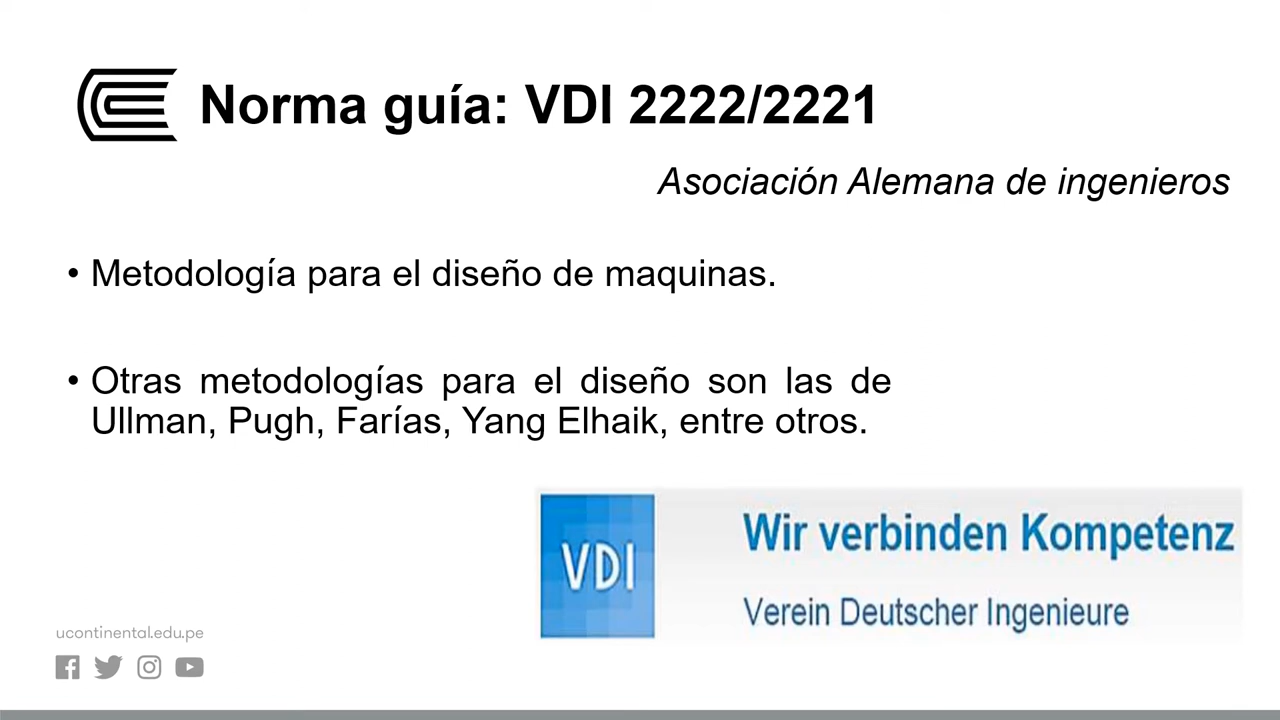 Norma guía: VDI 2222/2221
Asociación Alemana de ingenieros
• Metodología para el diseño de maquinas.
• Otras metodologías para el diseño son las de
Ullman, Pugh, Farías, Yang Elhaik, entre otros.
VDI
Wir verbinden Kompetenz
Verein Deutscher Ingenieure
ucontinental.edu.pe